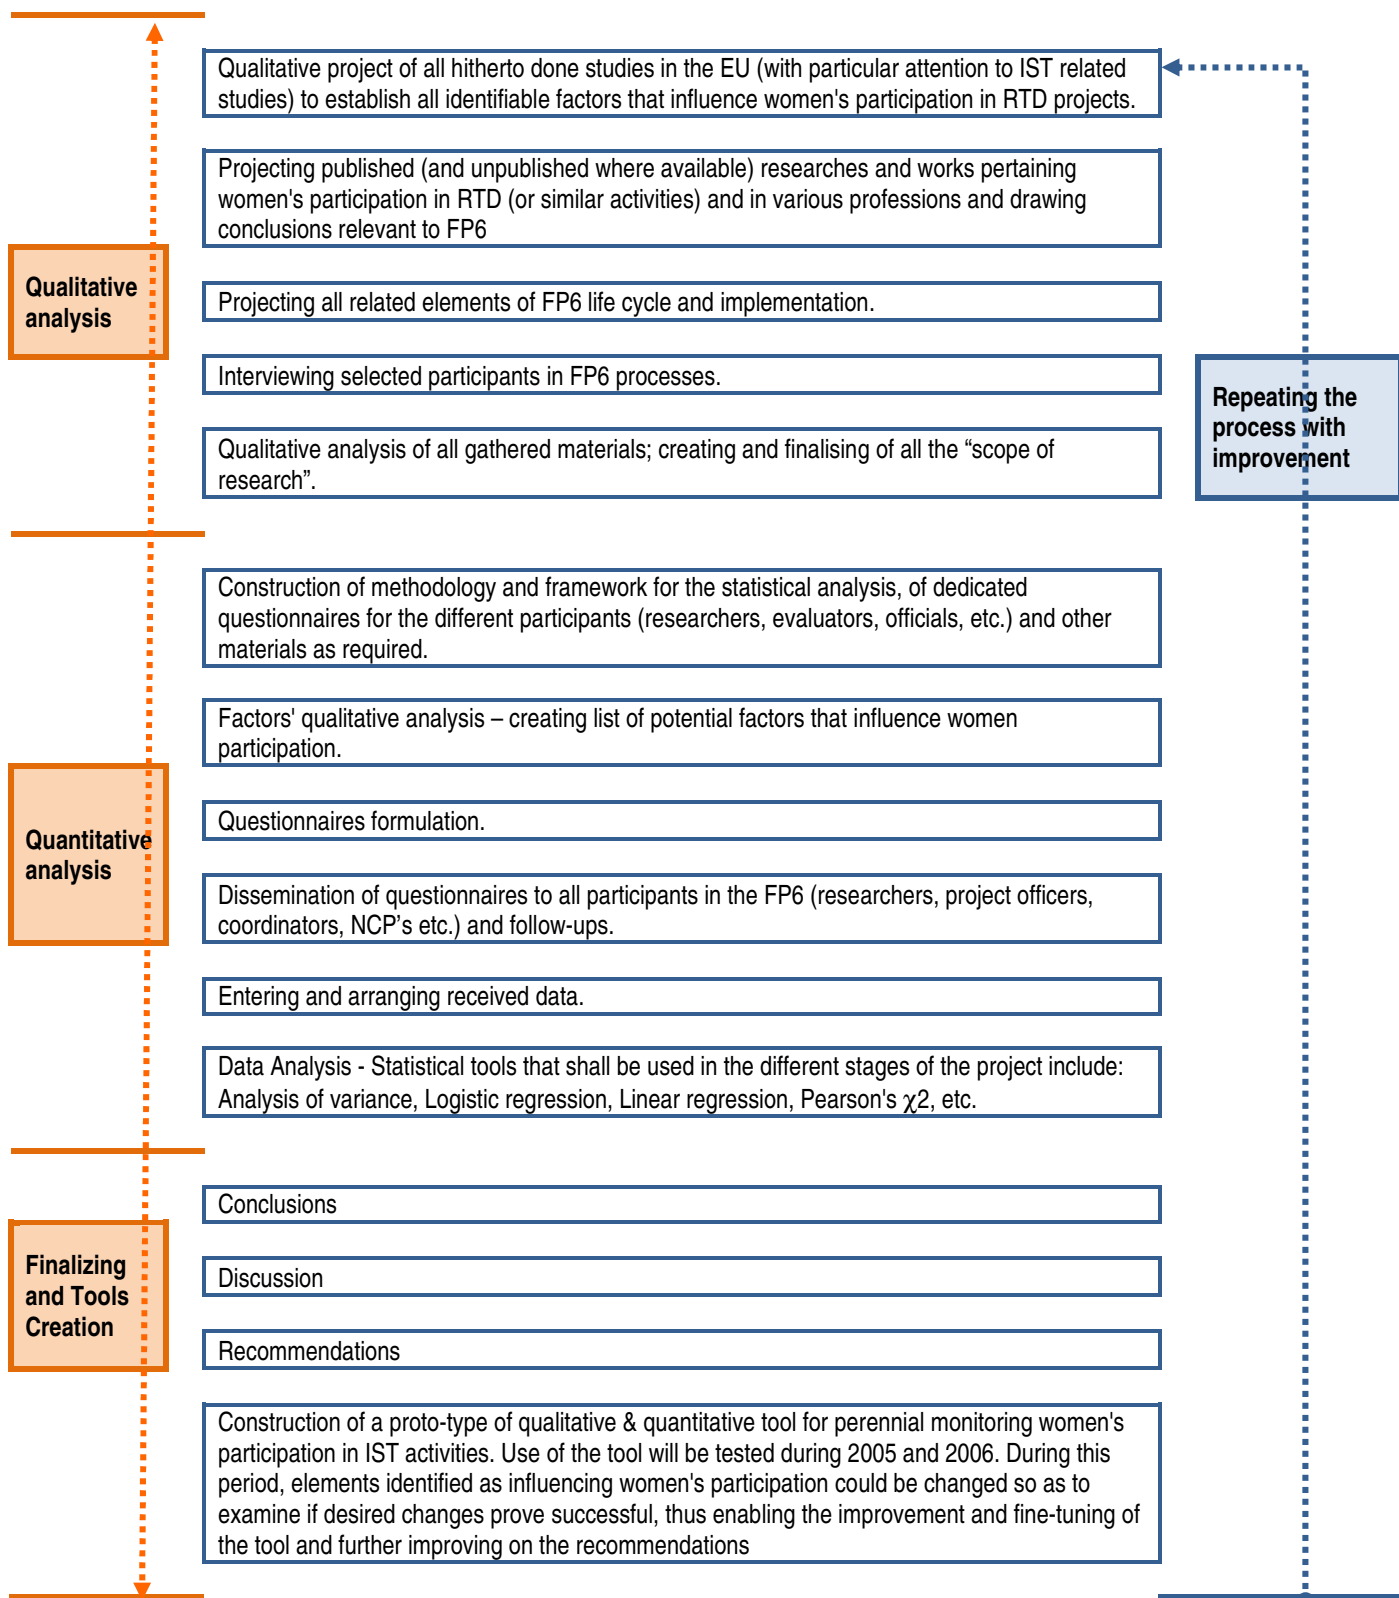 Qualitative project of all hitherto done studies in the EU (with particular attention to IST related
studies) to establish all identifiable factors that influence women's participation in RTD projects.
Projecting published (and unpublished where available) researches and works pertaining
women's participation in RTD (or similar activities) and in various professions and drawing
conclusions relevant to FP6
Qualitative
analysis
Projecting all related elements of FP6 life cycle and implementation.
Interviewing selected participants in FP6 processes.
Repeating the
process with
improvement
Qualitative analysis of all gathered materials; creating and finalising of all the “scope of
research”.
Construction of methodology and framework for the statistical analysis, of dedicated
questionnaires for the different participants (researchers, evaluators, officials, etc.) and other
materials as required.
Factors' qualitative analysis – creating list of potential factors that influence women
participation.
Quantitative
analysis
Questionnaires formulation.
Dissemination of questionnaires to all participants in the FP6 (researchers, project officers,
coordinators, NCP’s etc.) and follow-ups.
Entering and arranging received data.
Data Analysis - Statistical tools that shall be used in the different stages of the project include:
Analysis of variance, Logistic regression, Linear regression, Pearson's χ2, etc.
Conclusions
Finalizing
and Tools
Creation
Discussion
Recommendations
Construction of a proto-type of qualitative & quantitative tool for perennial monitoring women's
participation in IST activities. Use of the tool will be tested during 2005 and 2006. During this
period, elements identified as influencing women's participation could be changed so as to
examine if desired changes prove successful, thus enabling the improvement and fine-tuning of
the tool and further improving on the recommendations